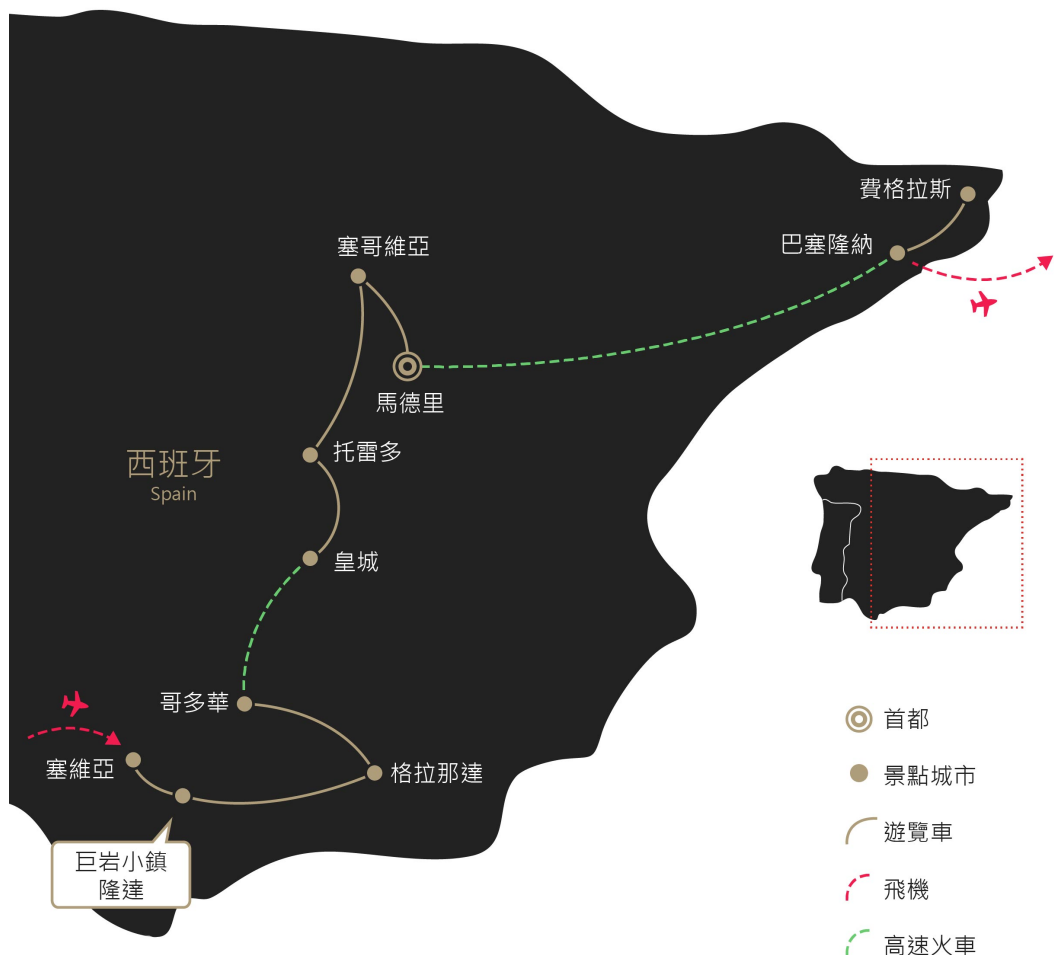 費格拉斯
巴塞隆納
塞哥維亞
馬德里
托雷多
西班牙
Spain
皇城
哥多華
塞維亞
格拉那達
巨岩小鎮
隆達
首都
景點城市
遊覽車
飛機
高速火車